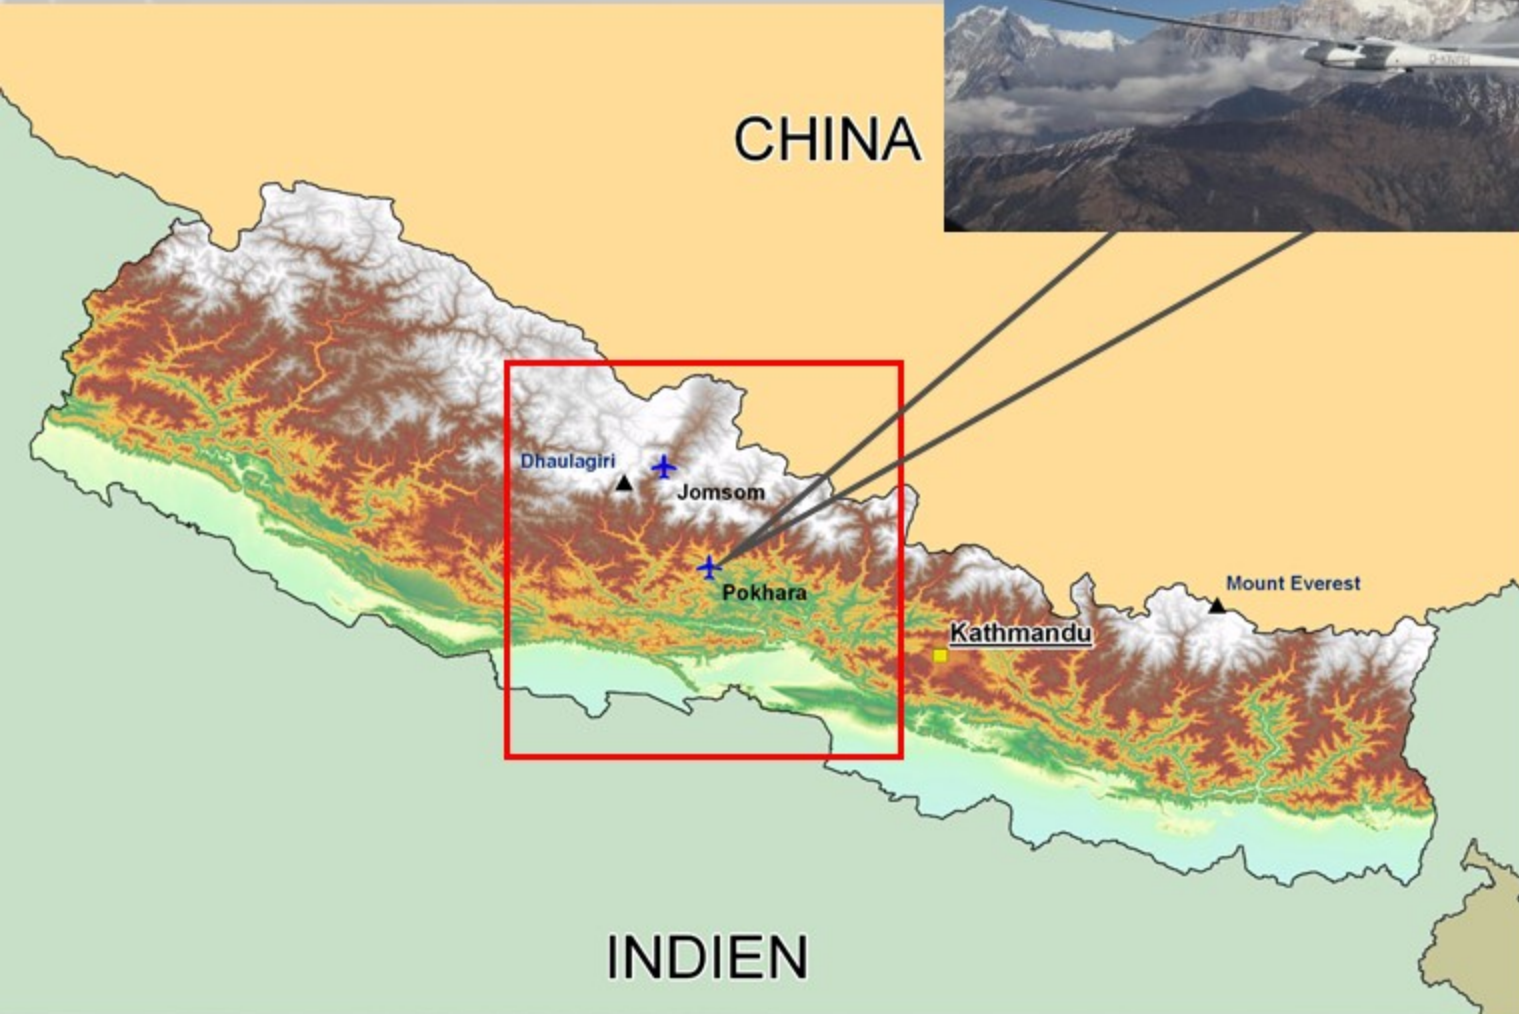 CHINA
Dhaulagiri
Jomsom
Pokhara
Mount Everest
Kathmandu
INDIEN